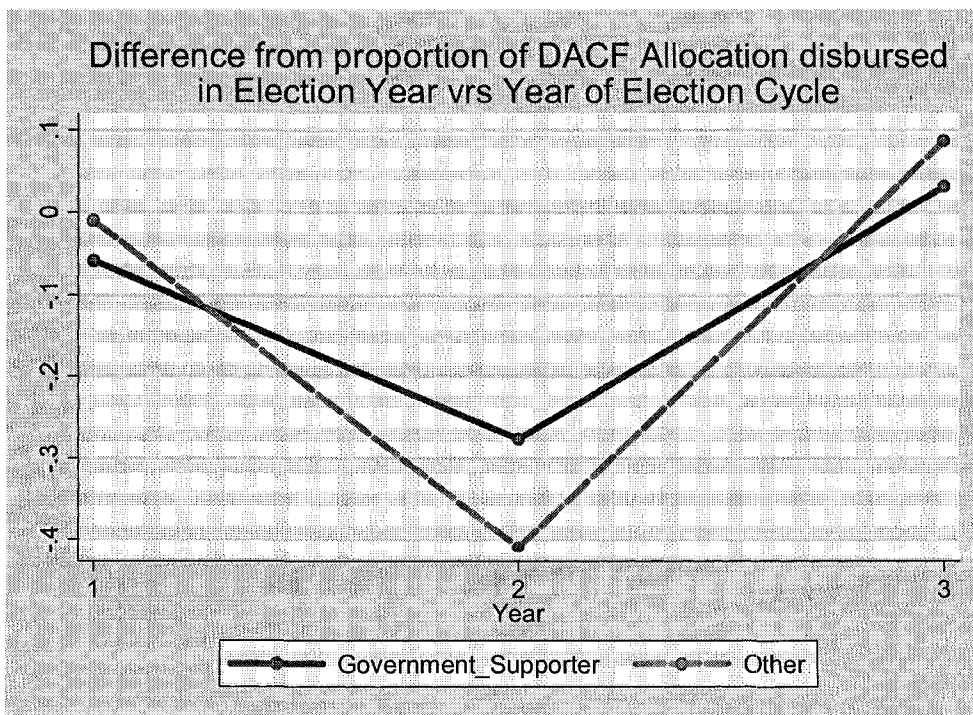 Difference from proportion of DACF Allocation disbursed
in Election Year vrs Year of Election Cycle
.1
0
-.1
-.2
-.3
-.4
1
2
3
Year
Government_Supporter
Other